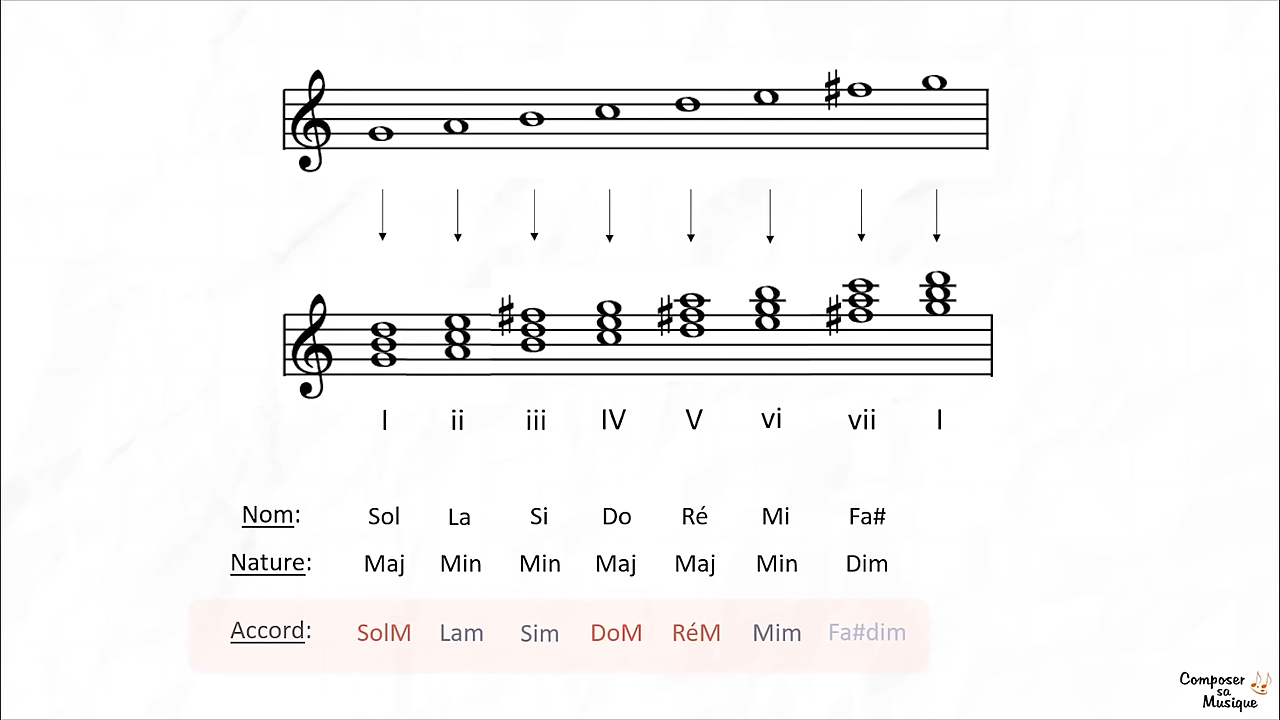 I ii iii IV V vi vii I
Nom: Sol La Si Do Ré Mi Fa#
Nature: Maj Min Min Maj Maj Min Dim
Accord: SolM Lam Sim DoM RéM Mim Fa#dim
Composer
sa
Musique